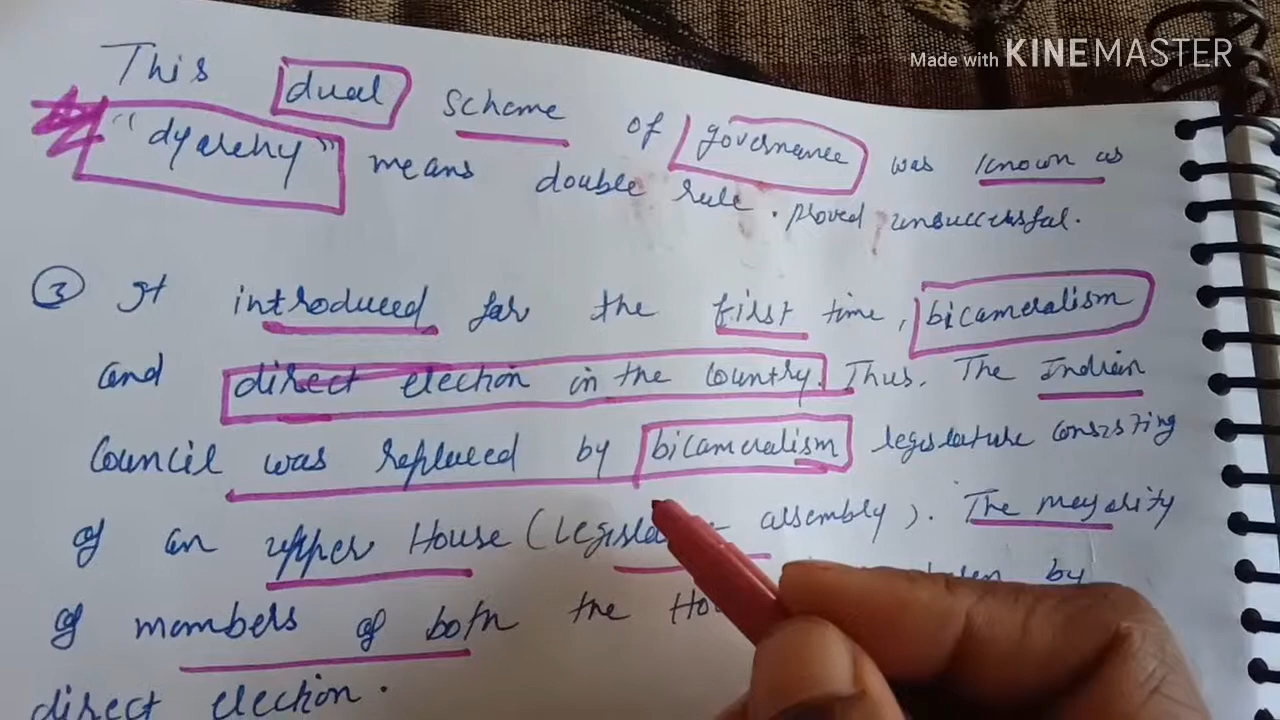 Made with KINEMASTER
This dual scheme of governance was known as
"dyarchy" means double rule. proved unsuccessful.
③ It introduced for the first time, bicameralism
and direct election in the country. Thus. The Indian
Council was replaced by bicameralism legislature consisting
of an upper House (legisla assembly). The majority
of members of both the Ho by
direct election.